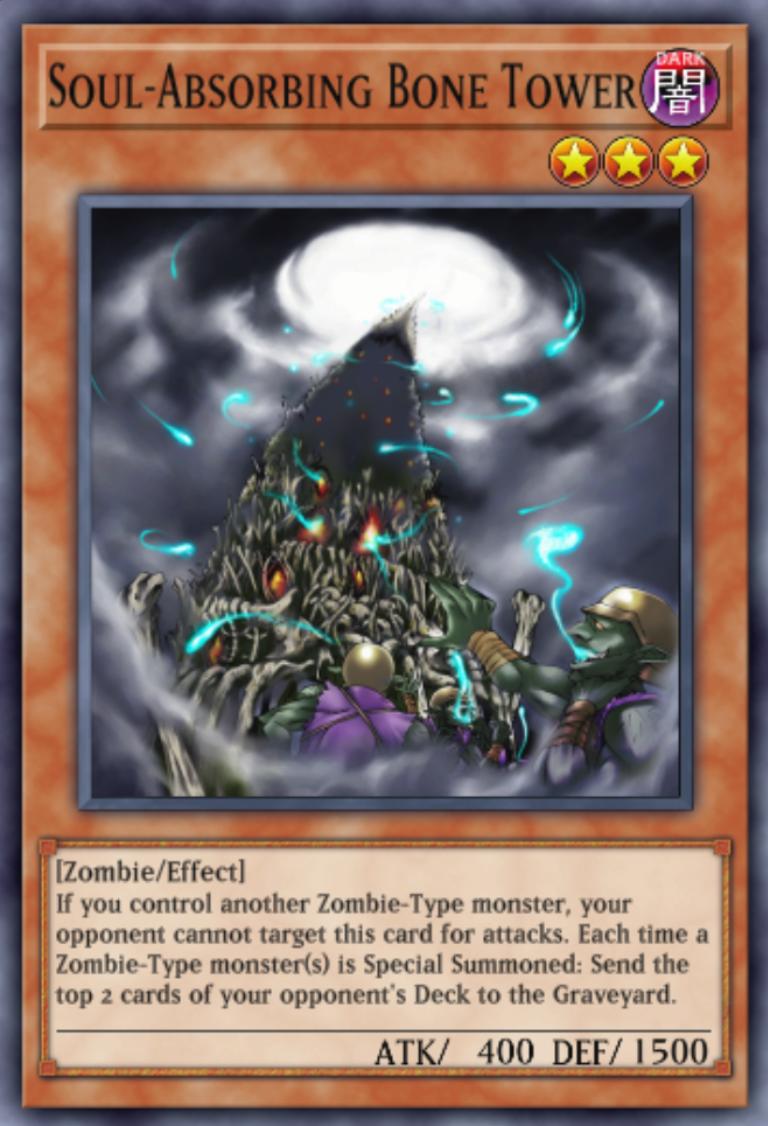 Soul-Absorbing Bone Tower
DARK
闇
[Zombie/Effect]
If you control another Zombie-Type monster, your
opponent cannot target this card for attacks. Each time a
Zombie-Type monster(s) is Special Summoned: Send the
top 2 cards of your opponent's Deck to the Graveyard.
ATK/ 400 DEF/ 1500